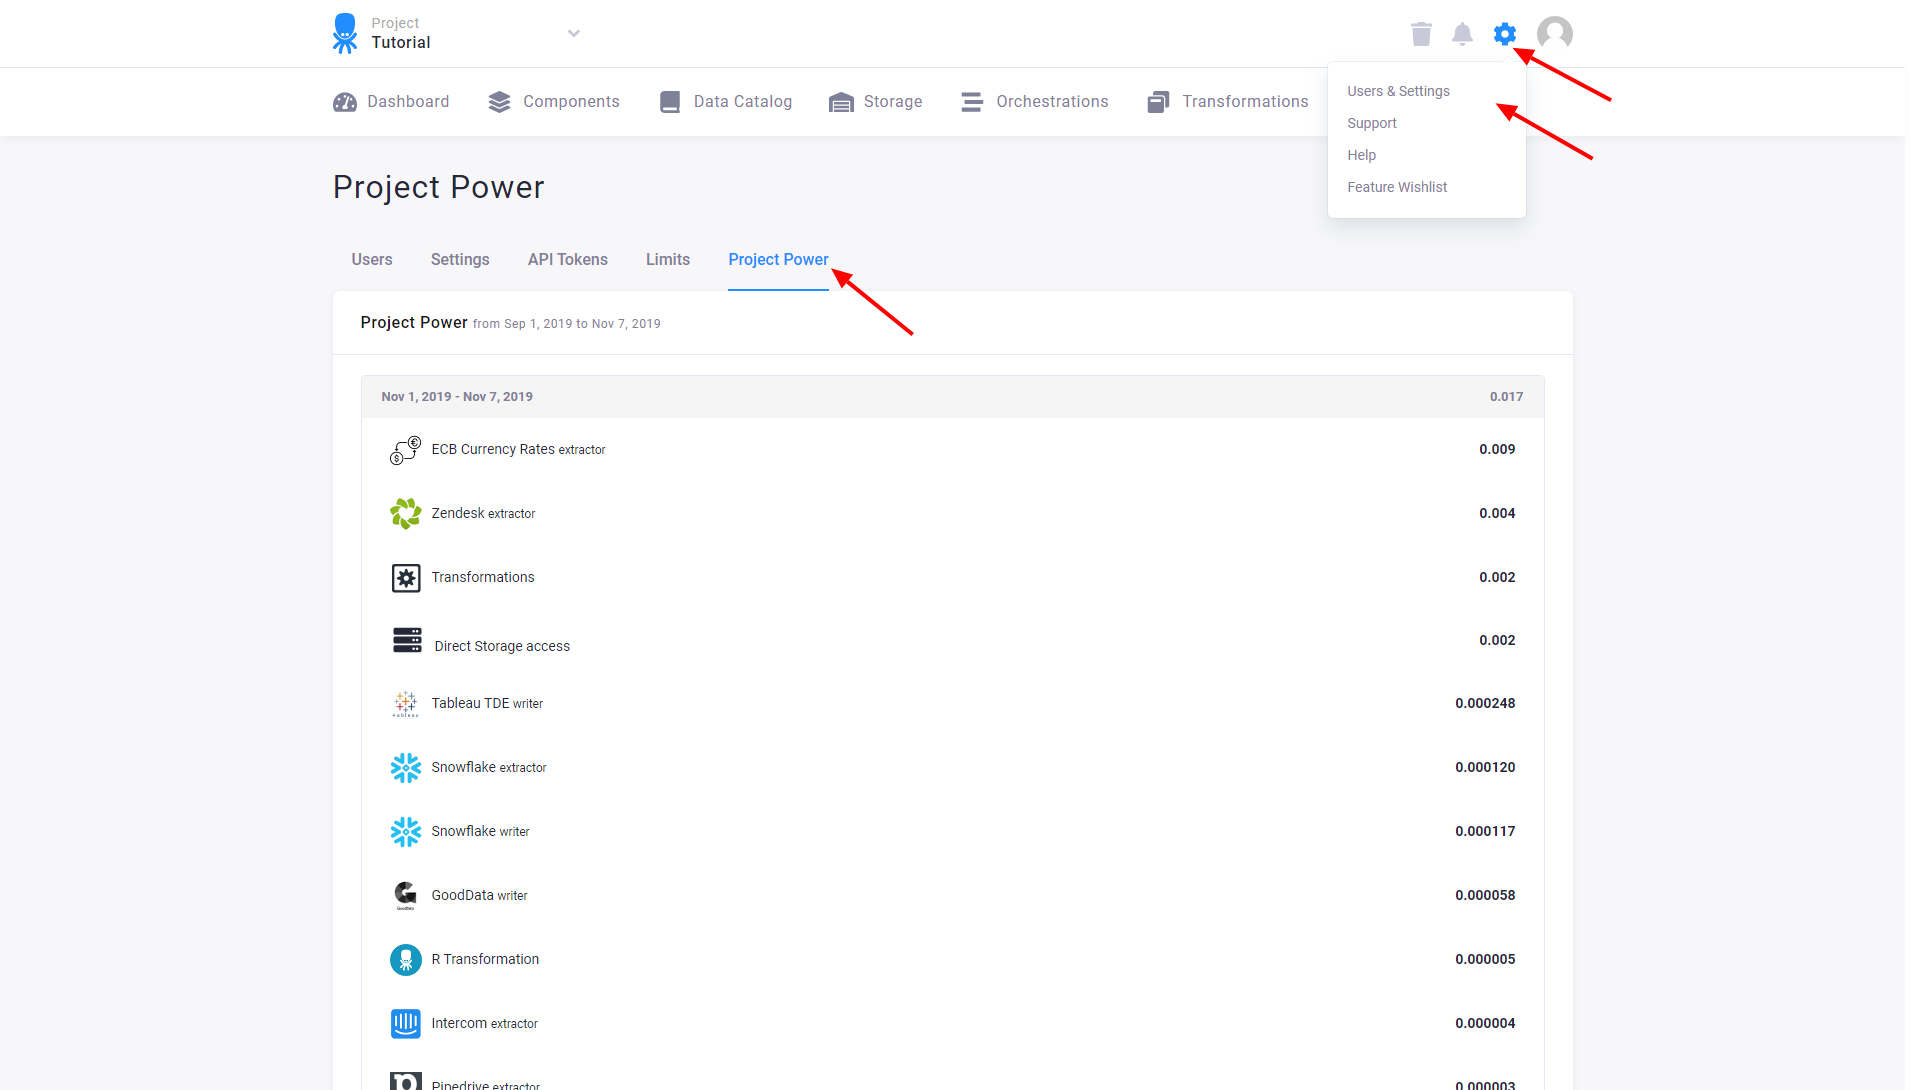 Project
Tutorial
Dashboard
Components
Data Catalog
Storage
Orchestrations
Transformations
Users & Settings
Support
Help
Feature Wishlist
Project Power
Users
Settings
API Tokens
Limits
Project Power
Project Power from Sep 1, 2019 to Nov 7, 2019
Nov 1, 2019 - Nov 7, 2019 0.017
ECB Currency Rates extractor 0.009
Zendesk extractor 0.004
Transformations 0.002
Direct Storage access 0.002
Tableau TDE writer 0.000248
Snowflake extractor 0.000120
Snowflake writer 0.000117
GoodData writer 0.000058
R Transformation 0.000005
Intercom extractor 0.000004
Pipedrive extractor 0.000003